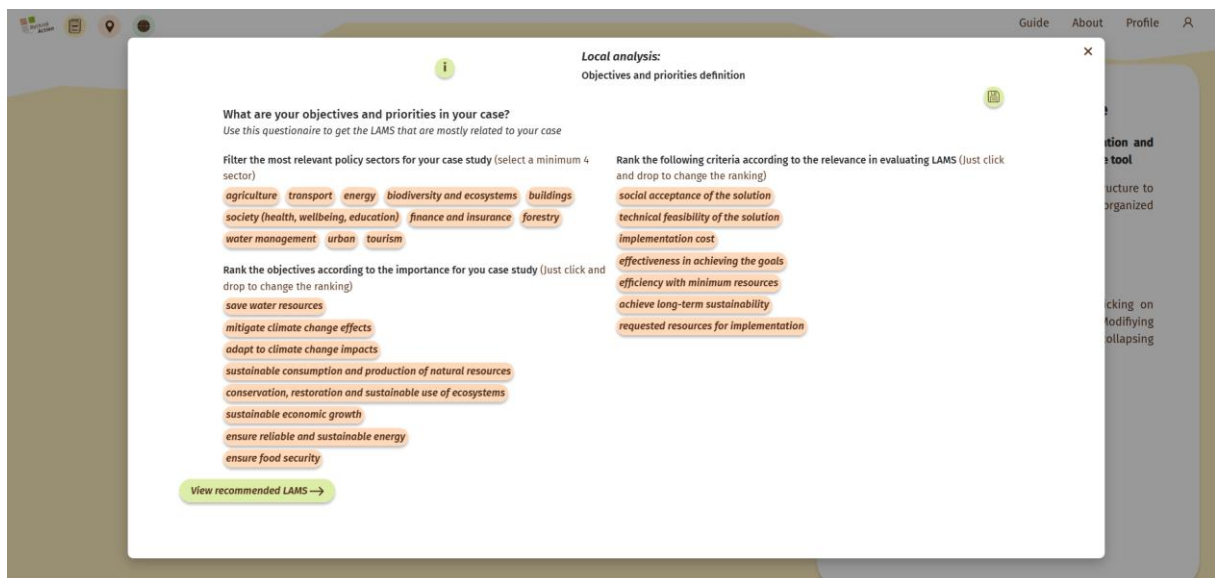 Rethink
Action
Guide About Profile
Local analysis:
i
Objectives and priorities definition
What are your objectives and priorities in your case?
Use this questionaire to get the LAMS that are mostly related to your case
Filter the most relevant policy sectors for your case study (select a minimum 4
sector)
agriculture transport energy biodiversity and ecosystems buildings
society (health, wellbeing, education) finance and insurance forestry
water management urban tourism
Rank the objectives according to the importance for you case study (Just click and
drop to change the ranking)
save water resources
mitigate climate change effects
adapt to climate change impacts
sustainable consumption and production of natural resources
conservation, restoration and sustainable use of ecosystems
sustainable economic growth
ensure reliable and sustainable energy
ensure food security
View recommended LAMS →
Rank the following criteria according to the relevance in evaluating LAMS (Just click
and drop to change the ranking)
social acceptance of the solution
technical feasibility of the solution
implementation cost
effectiveness in achieving the goals
efficiency with minimum resources
achieve long-term sustainability
requested resources for implementation
and
tool
ucture to
organized
cking on
Modifiying
ollapsing